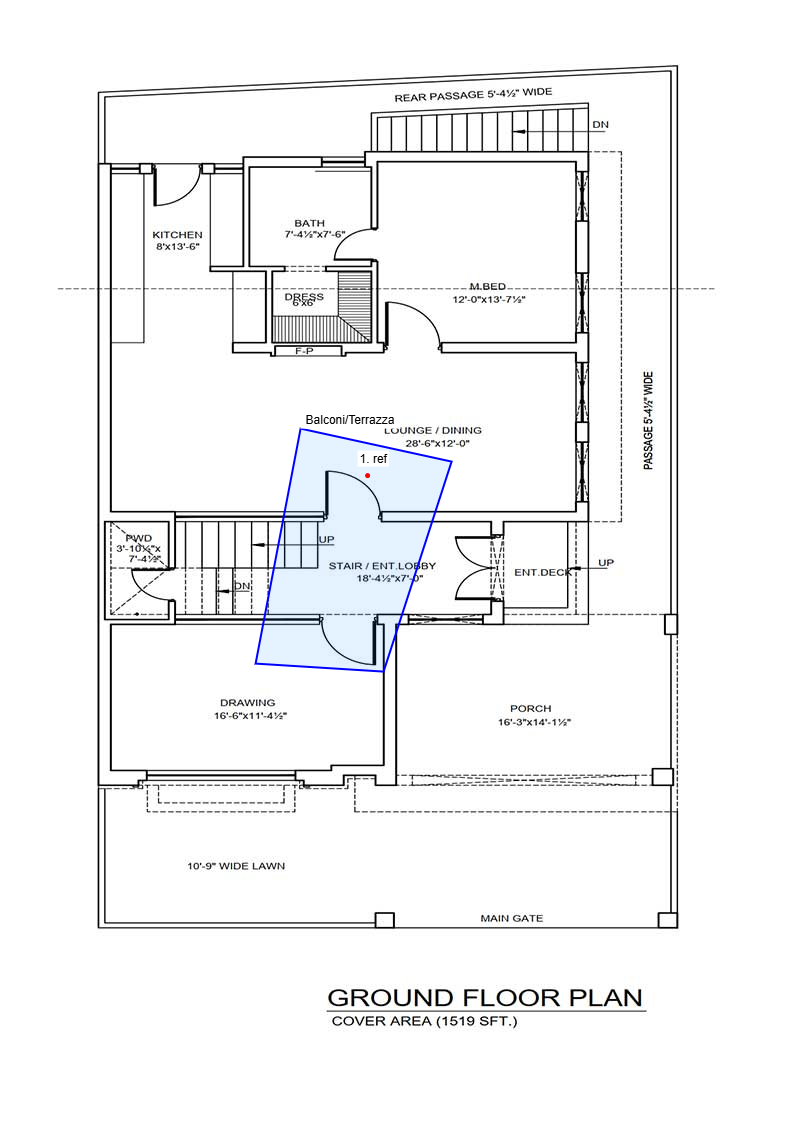 REAR PASSAGE 5'-4½" WIDE
DN
BATH
7'-4½"x7'-6"
KITCHEN
8'x13'-6"
M.BED
12'-0"x13'-7½"
DRESS
6'x6'
F-P
PASSAGE 5'-4½" WIDE
Balconi/Terrazza
LOUNGE / DINING
28'-6"x12'-0"
1. ref
PWD
3'-10½"x
7'-4½"
UP
STAIR / ENT.LOBBY
18'-4½"x7'-0"
DN
ENT.DECK
UP
DRAWING
16'-6"x11'-4½"
PORCH
16'-3"x14'-1½"
10'-9" WIDE LAWN
MAIN GATE
GROUND FLOOR PLAN
COVER AREA (1519 SFT.)